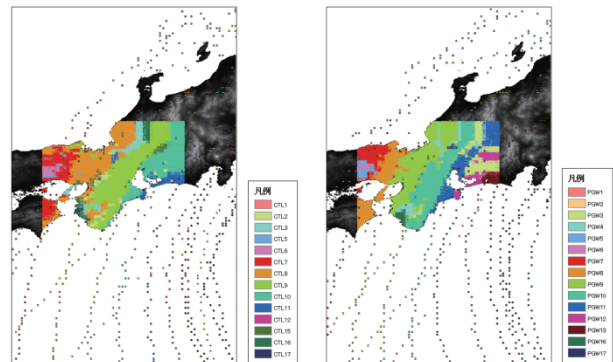 凡例
CTL1
CTL2
CTL3
CTL5
CTL6
CTL7
CTL8
CTL9
CTL10
CTL11
CTL12
CTL15
CTL16
CTL17
凡例
PGW1
PGW2
PGW3
PGW4
PGW5
PGW6
PGW7
PGW8
PGW9
PGW10
PGW11
PGW12
PGW13
PGW16
PGW17